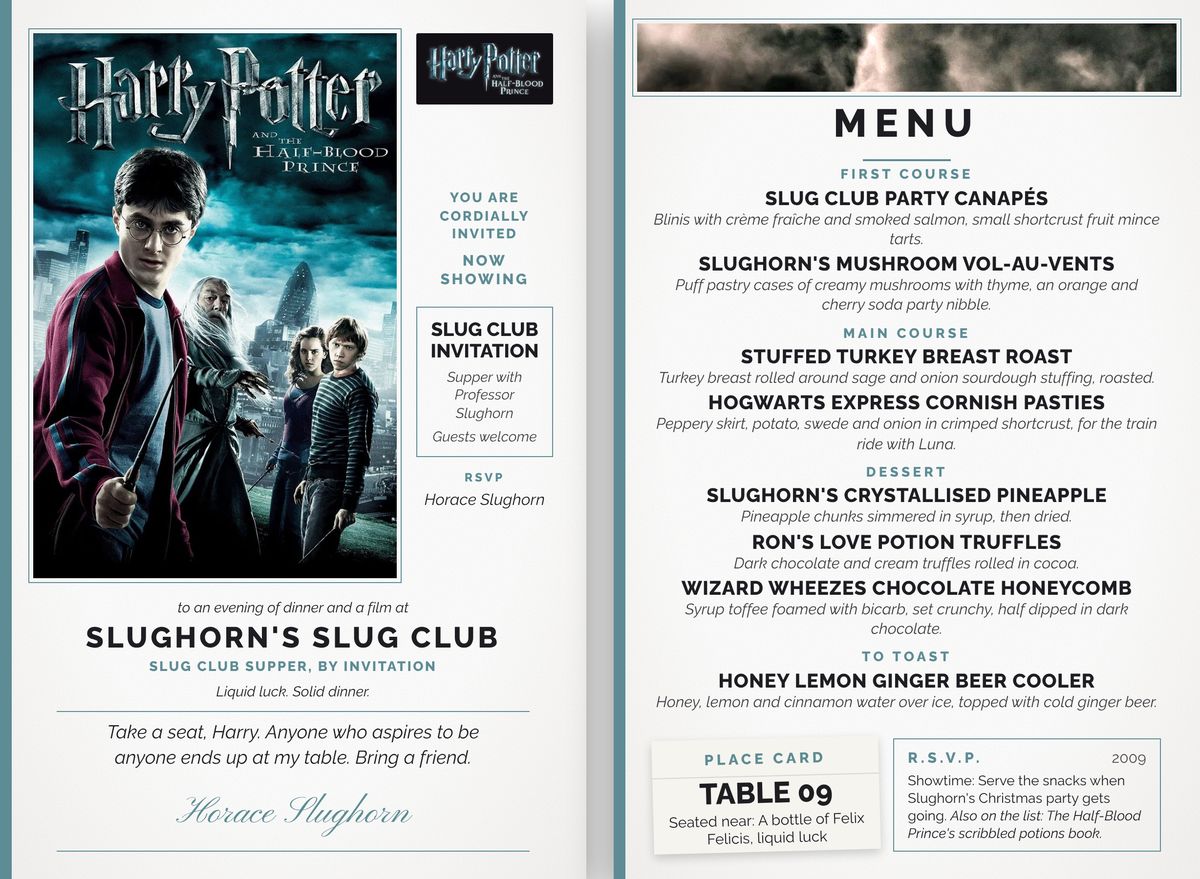 Harry Potter
AND THE
HALF-BLOOD
PRINCE
Harry Potter
AND THE
HALF-BLOOD
PRINCE
YOU ARE
CORDIALLY
INVITED
NOW
SHOWING
SLUG CLUB
INVITATION
Supper with
Professor
Slughorn
Guests welcome
RSVP
Horace Slughorn
to an evening of dinner and a film at
SLUGHORN'S SLUG CLUB
SLUG CLUB SUPPER, BY INVITATION
Liquid luck. Solid dinner.
Take a seat, Harry. Anyone who aspires to be
anyone ends up at my table. Bring a friend.
Horace Slughorn
MENU
FIRST COURSE
SLUG CLUB PARTY CANAPÉS
Blinis with crème fraîche and smoked salmon, small shortcrust fruit mince
tarts.
SLUGHORN'S MUSHROOM VOL-AU-VENTS
Puff pastry cases of creamy mushrooms with thyme, an orange and
cherry soda party nibble.
MAIN COURSE
STUFFED TURKEY BREAST ROAST
Turkey breast rolled around sage and onion sourdough stuffing, roasted.
HOGWARTS EXPRESS CORNISH PASTIES
Peppery skirt, potato, swede and onion in crimped shortcrust, for the train
ride with Luna.
DESSERT
SLUGHORN'S CRYSTALLISED PINEAPPLE
Pineapple chunks simmered in syrup, then dried.
RON'S LOVE POTION TRUFFLES
Dark chocolate and cream truffles rolled in cocoa.
WIZARD WHEEZES CHOCOLATE HONEYCOMB
Syrup toffee foamed with bicarb, set crunchy, half dipped in dark
chocolate.
TO TOAST
HONEY LEMON GINGER BEER COOLER
Honey, lemon and cinnamon water over ice, topped with cold ginger beer.
PLACE CARD
TABLE 09
Seated near: A bottle of Felix
Felicis, liquid luck
R.S.V.P. 2009
Showtime: Serve the snacks when
Slughorn's Christmas party gets
going. Also on the list: The Half-Blood
Prince's scribbled potions book.